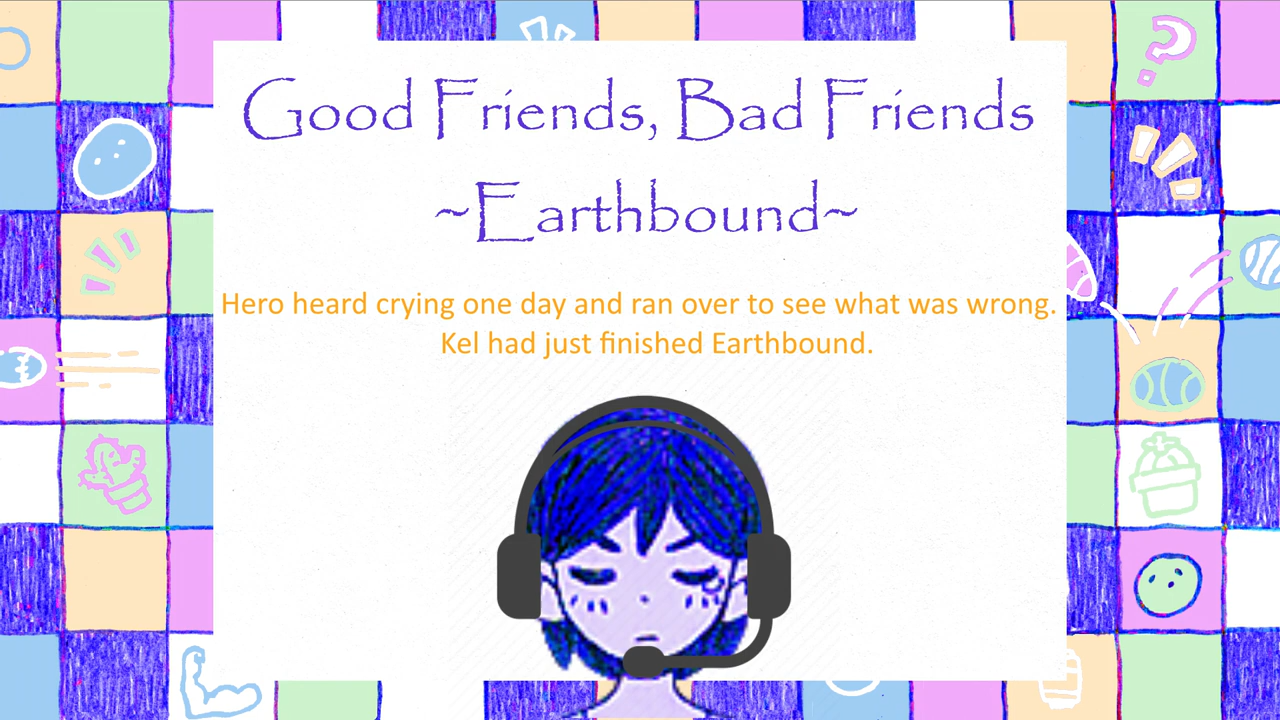 Good Friends, Bad Friends
~Earthbound~
Hero heard crying one day and ran over to see what was wrong.
Kel had just finished Earthbound.
?